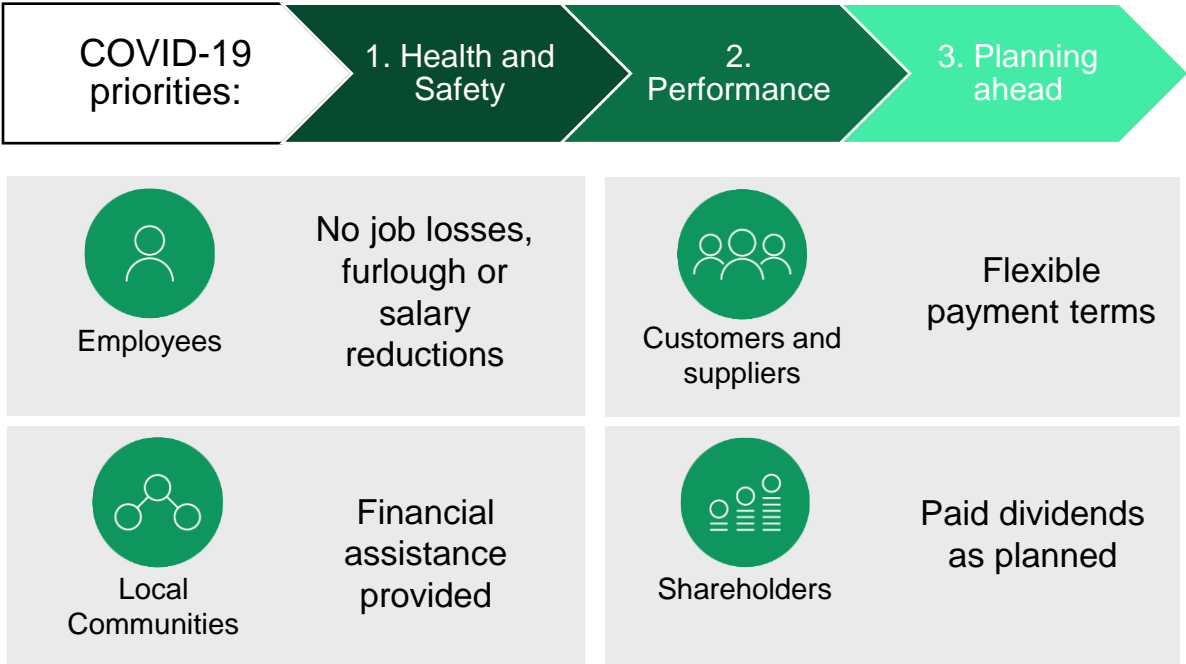 COVID-19
priorities:
1. Health and
Safety
2.
Performance
3. Planning
ahead
Employees
No job losses,
furlough or
salary
reductions
Customers and
suppliers
Flexible
payment terms
Local
Communities
Financial
assistance
provided
Shareholders
Paid dividends
as planned